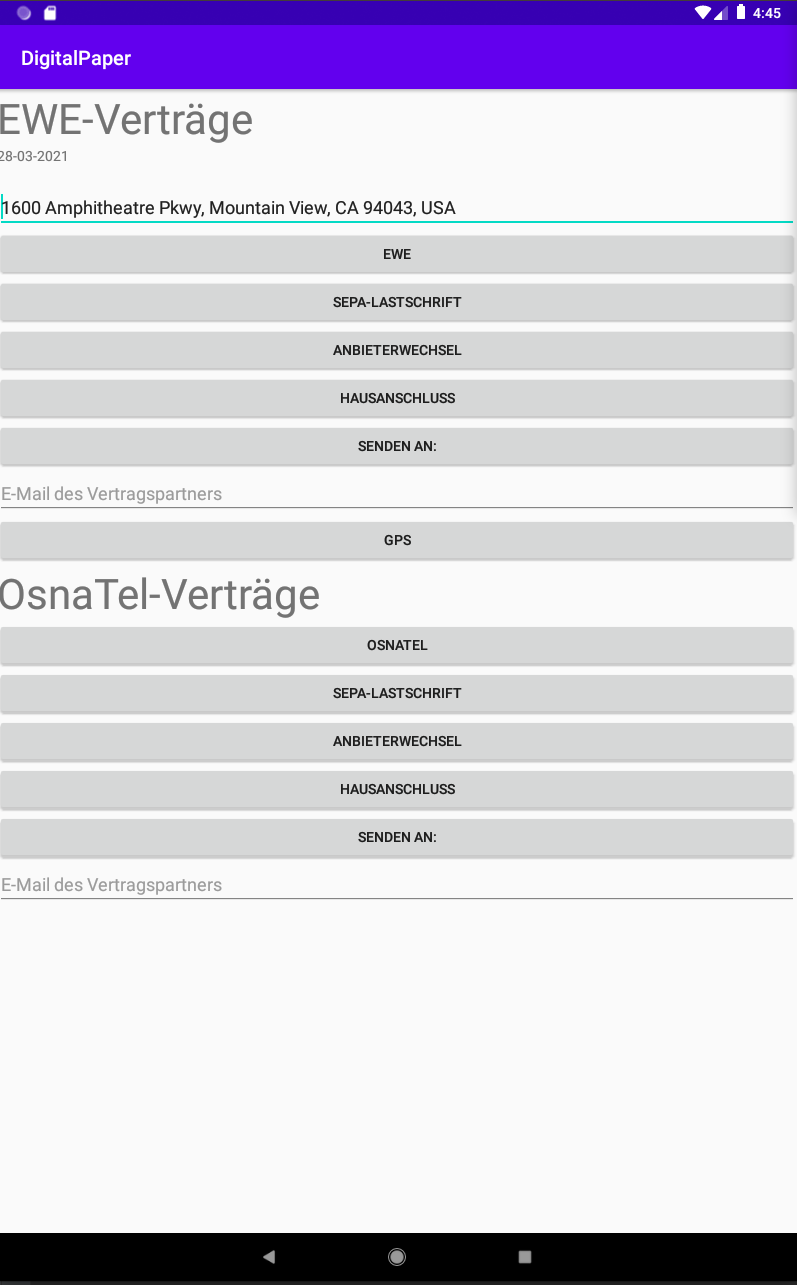 4:45
DigitalPaper
EWE-Verträge
28-03-2021
1600 Amphitheatre Pkwy, Mountain View, CA 94043, USA
EWE
SEPA-LASTSCHRIFT
ANBIETERWECHSEL
HAUSANSCHLUSS
SENDEN AN:
E-Mail des Vertragspartners
GPS
OsnaTel-Verträge
OSNATEL
SEPA-LASTSCHRIFT
ANBIETERWECHSEL
HAUSANSCHLUSS
SENDEN AN:
E-Mail des Vertragspartners